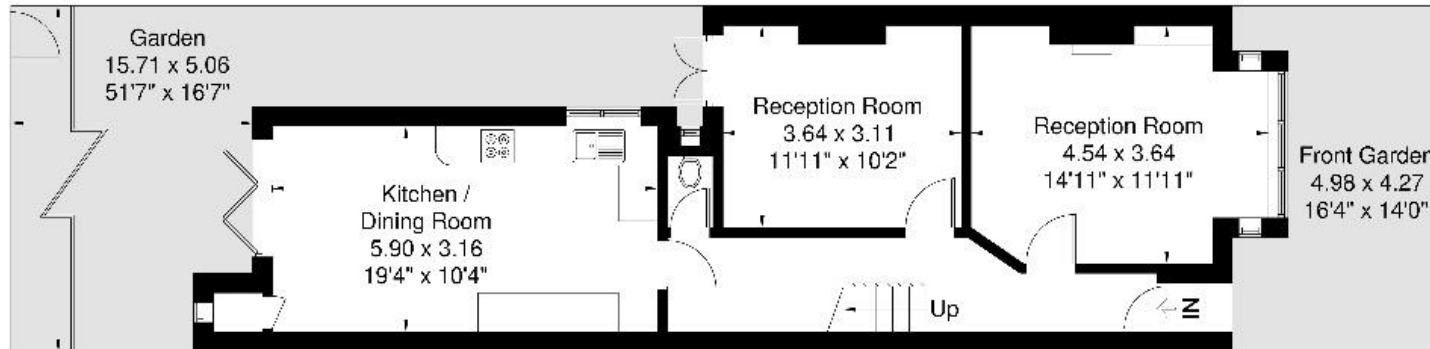 Garden
15.71 x 5.06
51'7" x 16'7"
Kitchen /
Dining Room
5.90 x 3.16
19'4" x 10'4"
Reception Room
3.64 x 3.11
11'11" x 10'2"
Reception Room
4.54 x 3.64
14'11" x 11'11"
Front Garden
4.98 x 4.27
16'4" x 14'0"
Up
IN